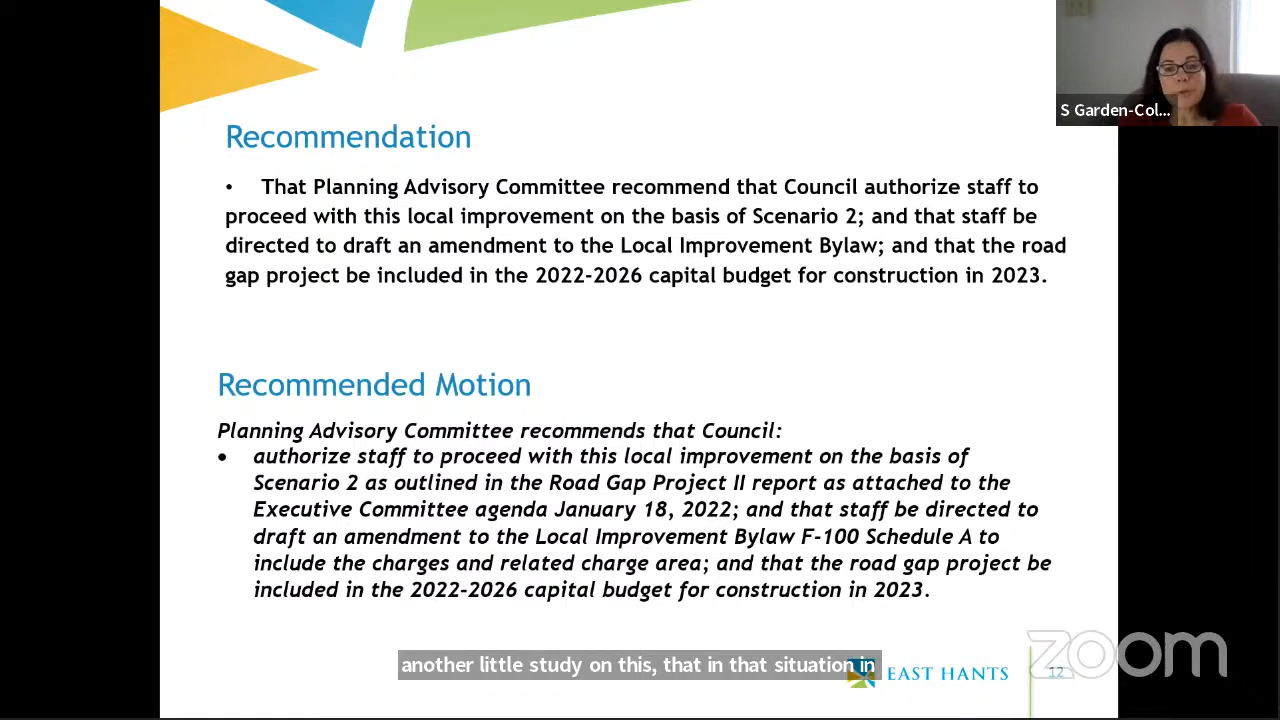 S Garden-Col...
Recommendation
• That Planning Advisory Committee recommend that Council authorize staff to
proceed with this local improvement on the basis of Scenario 2; and that staff be
directed to draft an amendment to the Local Improvement Bylaw; and that the road
gap project be included in the 2022-2026 capital budget for construction in 2023.
Recommended Motion
Planning Advisory Committee recommends that Council:
• authorize staff to proceed with this local improvement on the basis of
Scenario 2 as outlined in the Road Gap Project II report as attached to the
Executive Committee agenda January 18, 2022; and that staff be directed to
draft an amendment to the Local Improvement Bylaw F-100 Schedule A to
include the charges and related charge area; and that the road gap project be
included in the 2022-2026 capital budget for construction in 2023.
another little study on this, that in that situation in
EAST HANTS
12
zoom